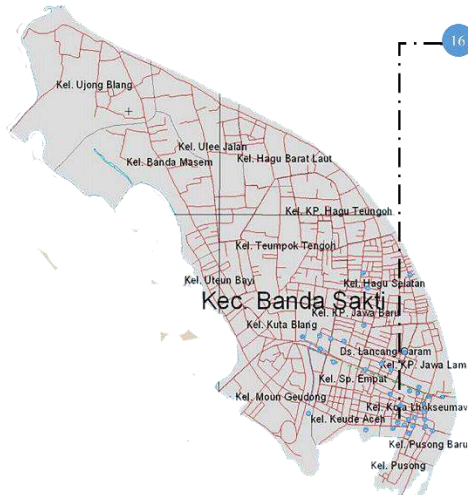 16
Kel. Ujong Blang
Kel. Ulee Jalan
Kel. Banda Masem
Kel. Hagu Barat Laut
Kel. KP. Hagu Teungoh
Kel. Teumpok Tengoh
Kel. Uteun Bayi
Kel. Hagu Selatan
Kec. Banda Sakti
Kel. KP. Jawa Baru
Kel. Kuta Blang
Ds. Lancang Garam
Kel. KP. Jawa Lama
Kel. Sp. Empat
Kel. Moun Geudong
Kel. Kota Lhokseumawe
kel. Keude Aceh
Kel. Pusong Baru
Kel. Pusong